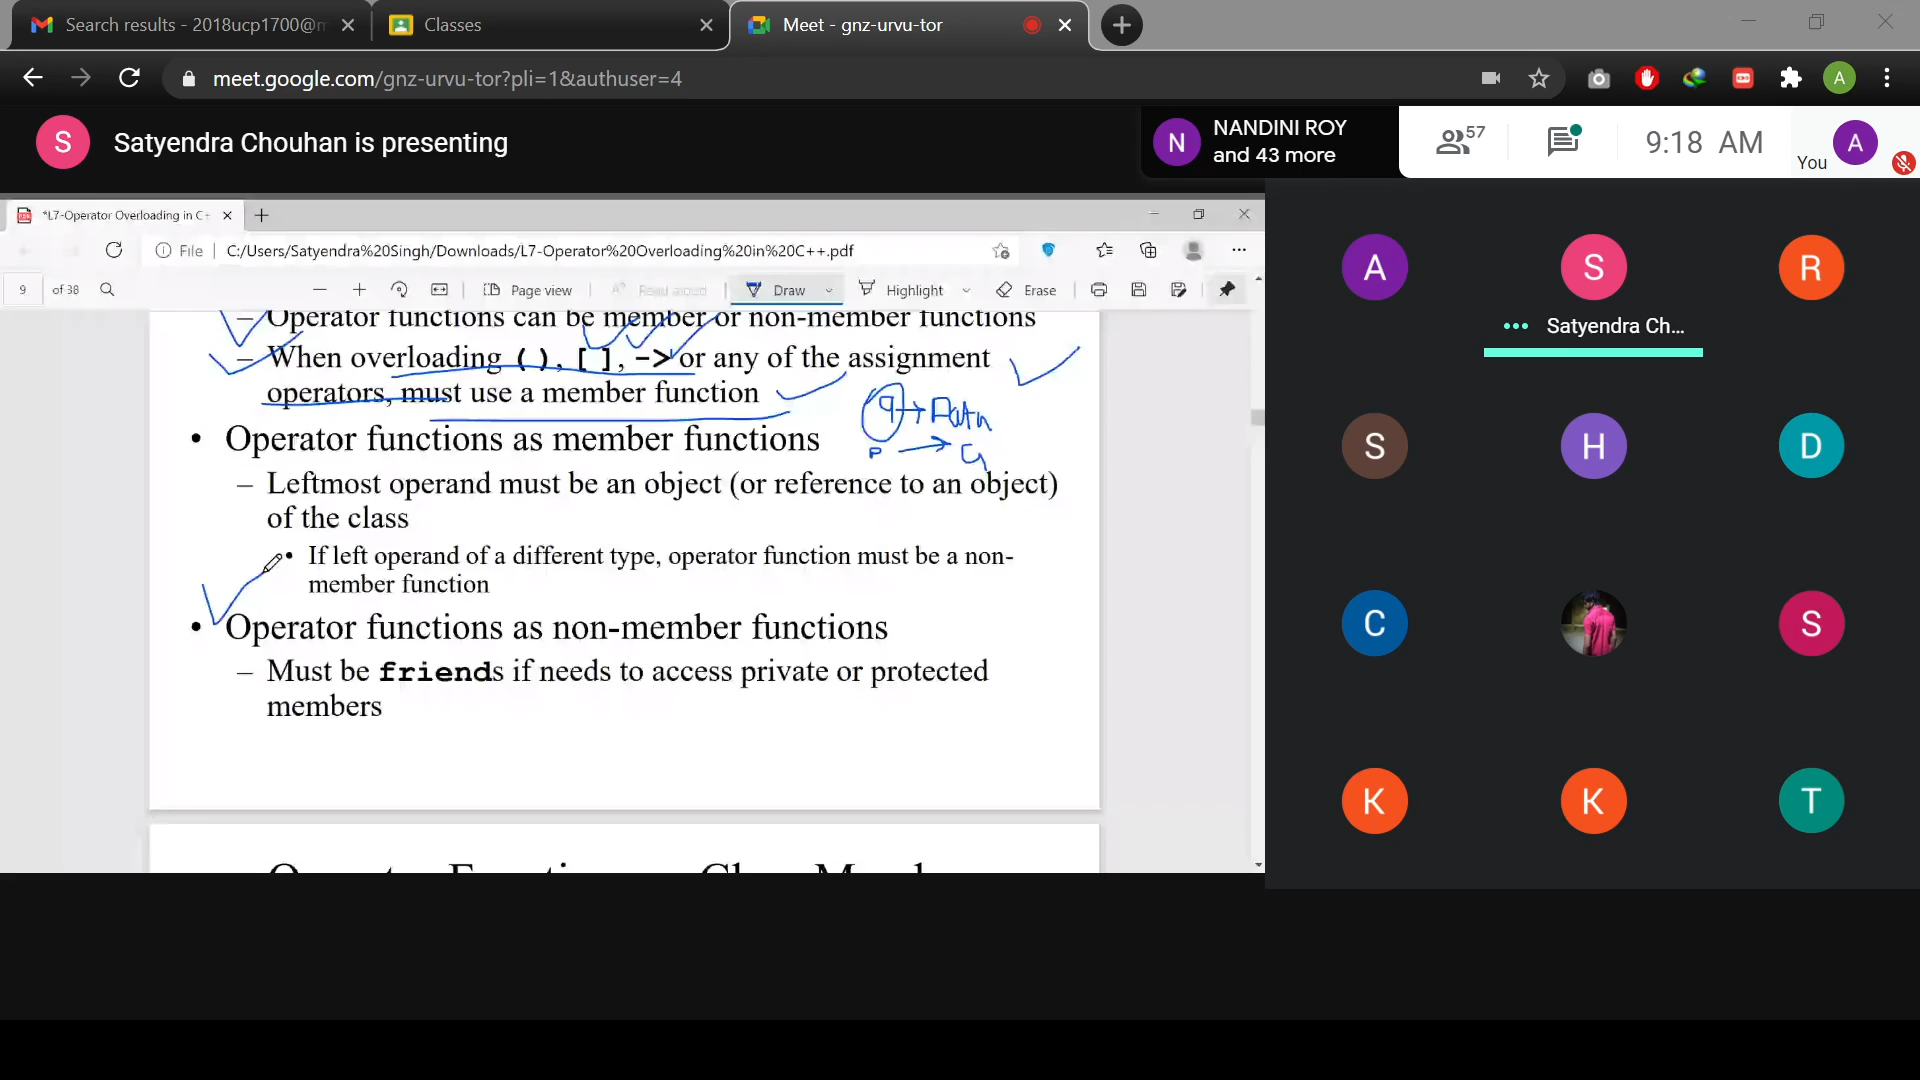 Search results - 2018ucp1700@m
Classes
Meet - gnz-urvu-tor
meet.google.com/gnz-urvu-tor?pli=1&authuser=4
A
S
Satyendra Chouhan is presenting
N
NANDINI ROY
and 43 more
57
9:18 AM
You
A
*L7-Operator Overloading in C+
File
C:/Users/Satyendra%20Singh/Downloads/L7-Operator%20Overloading%20in%20C++.pdf
9
of 38
Page view
Read aloud
Draw
Highlight
Erase
– Operator functions can be member or non-member functions
– When overloading (), [], -> or any of the assignment
operators, must use a member function
• Operator functions as member functions
– Leftmost operand must be an object (or reference to an object)
of the class
• If left operand of a different type, operator function must be a non-
member function
• Operator functions as non-member functions
– Must be friends if needs to access private or protected
members
A
S
R
Satyendra Ch...
S
H
D
C
S
K
K
T